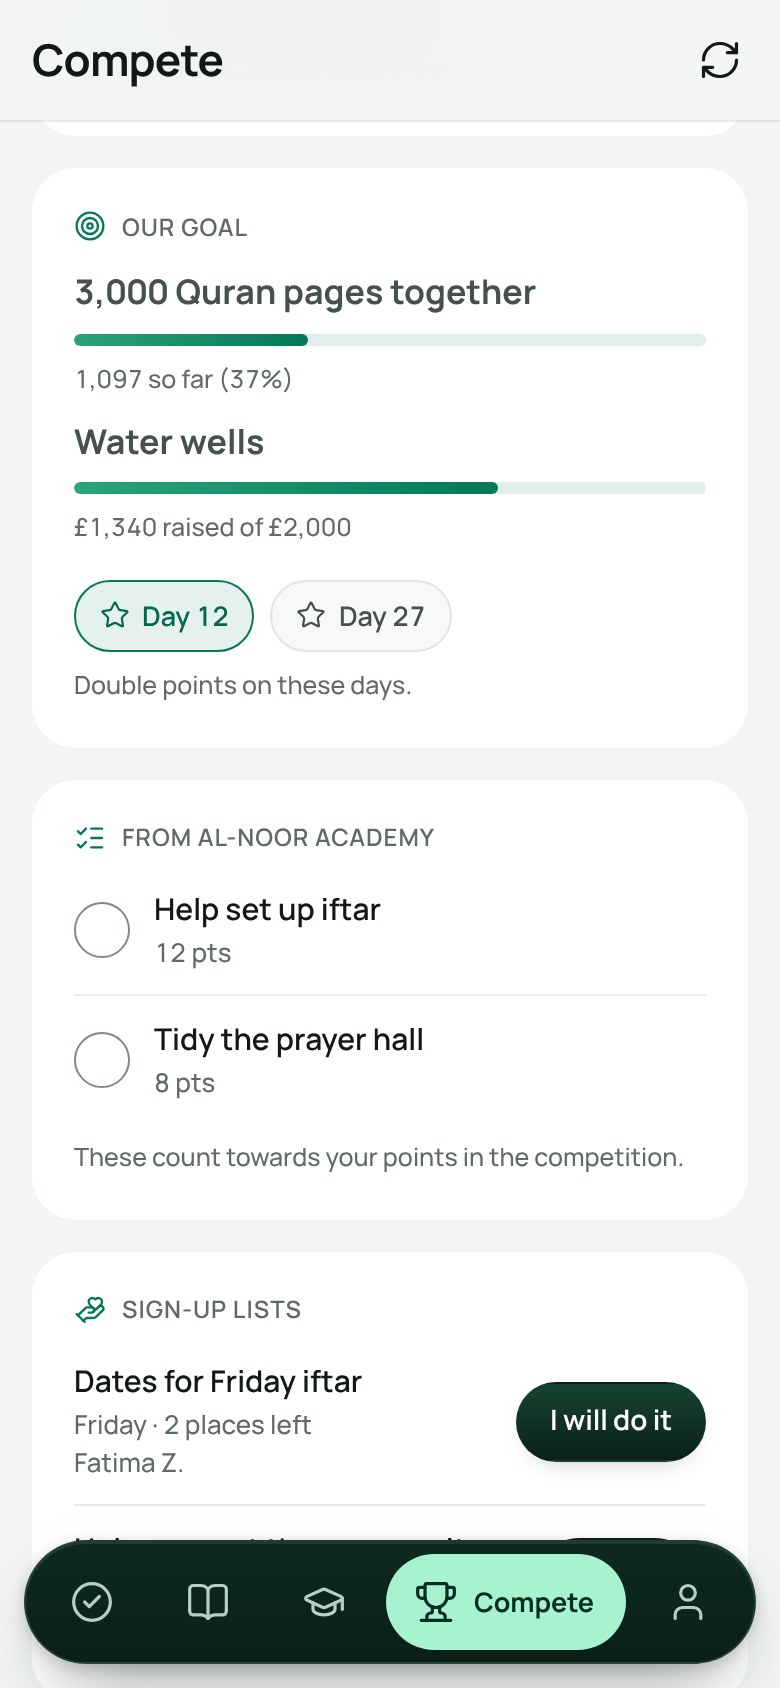 Compete
OUR GOAL
3,000 Quran pages together
1,097 so far (37%)
Water wells
£1,340 raised of £2,000
Day 12
Day 27
Double points on these days.
FROM AL-NOOR ACADEMY
Help set up iftar
12 pts
Tidy the prayer hall
8 pts
These count towards your points in the competition.
SIGN-UP LISTS
Dates for Friday iftar
Friday · 2 places left
Fatima Z.
I will do it
Compete